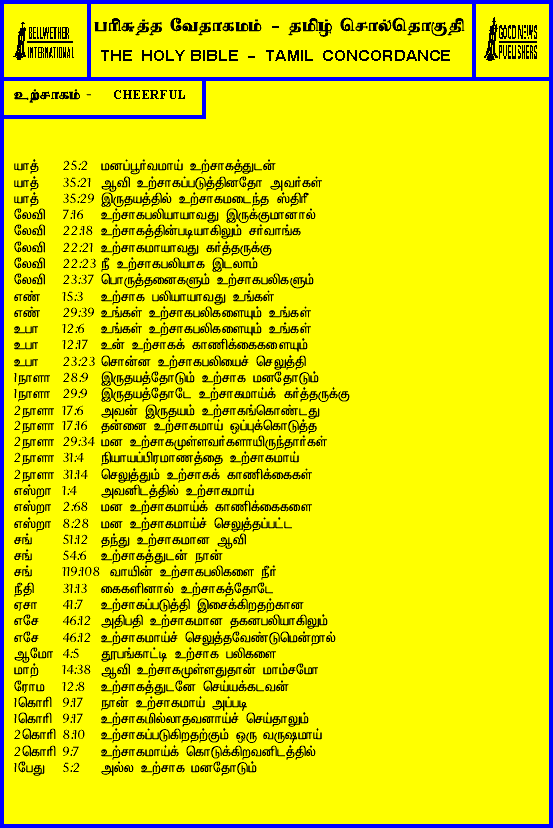 BELLWETHER
INTERNATIONAL
பரிசுத்த வேதாகமம் - தமிழ் சொல்தொகுதி
THE HOLY BIBLE - TAMIL CONCORDANCE
GOOD NEWS
PUBLISHERS
உற்சாகம் - CHEERFUL
யாத் 25:2 மனப்பூர்வமாய் உற்சாகத்துடன்
யாத் 35:21 ஆவி உற்சாகப்படுத்தினதோ அவர்கள்
யாத் 35:29 இருதயத்தில் உற்சாகமடைந்த ஸ்திரீ
லேவி 7:16 உற்சாகபலியாயாவது இருக்குமானால்
லேவி 22:18 உற்சாகத்தின்படியாகிலும் சர்வாங்க
லேவி 22:21 உற்சாகமாயாவது கர்த்தருக்கு
லேவி 22:23 நீ உற்சாகபலியாக இடலாம்
லேவி 23:37 பொருத்தனைகளும் உற்சாகபலிகளும்
எண் 15:3 உற்சாக பலியாயாவது உங்கள்
எண் 29:39 உங்கள் உற்சாகபலிகளையும் உங்கள்
உபா 12:6 உங்கள் உற்சாகபலிகளையும் உங்கள்
உபா 12:17 உன் உற்சாகக் காணிக்கைகளையும்
உபா 23:23 சொன்ன உற்சாகபலியைச் செலுத்தி
1நாளா 28:9 இருதயத்தோடும் உற்சாக மனதோடும்
1நாளா 29:9 இருதயத்தோடே உற்சாகமாய்க் கர்த்தருக்கு
2நாளா 17:6 அவன் இருதயம் உற்சாகங்கொண்டது
2நாளா 17:16 தன்னை உற்சாகமாய் ஒப்புக்கொடுத்த
2நாளா 29:34 மன உற்சாகமுள்ளவர்களாயிருந்தார்கள்
2நாளா 31:4 நியாயப்பிரமாணத்தை உற்சாகமாய்
2நாளா 31:14 செலுத்தும் உற்சாகக் காணிக்கைகள்
எஸ்றா 1:4 அவனிடத்தில் உற்சாகமாய்
எஸ்றா 2:68 மன உற்சாகமாய்க் காணிக்கைகளை
எஸ்றா 8:28 மன உற்சாகமாய்ச் செலுத்தப்பட்ட
சங் 51:12 தந்து உற்சாகமான ஆவி
சங் 54:6 உற்சாகத்துடன் நான்
சங் 119:108 வாயின் உற்சாகபலிகளை நீர்
நீதி 31:13 கைகளினால் உற்சாகத்தோடே
ஏசா 41:7 உற்சாகப்படுத்தி இசைக்கிறதற்கான
எசே 46:12 அதிபதி உற்சாகமான தகனபலியாகிலும்
எசே 46:12 உற்சாகமாய்ச் செலுத்தவேண்டுமென்றால்
ஆமோ 4:5 தூபங்காட்டி உற்சாக பலிகளை
மாற் 14:38 ஆவி உற்சாகமுள்ளதுதான் மாம்சமோ
ரோம 12:8 உற்சாகத்துடனே செய்யக்கடவன்
1கொரி 9:17 நான் உற்சாகமாய் அப்படி
1கொரி 9:17 உற்சாகமில்லாதவனாய்ச் செய்தாலும்
2கொரி 8:10 உற்சாகப்படுகிறதற்கும் ஒரு வருஷமாய்
2கொரி 9:7 உற்சாகமாய்க் கொடுக்கிறவனிடத்தில்
1பேது 5:2 அல்ல உற்சாக மனதோடும்